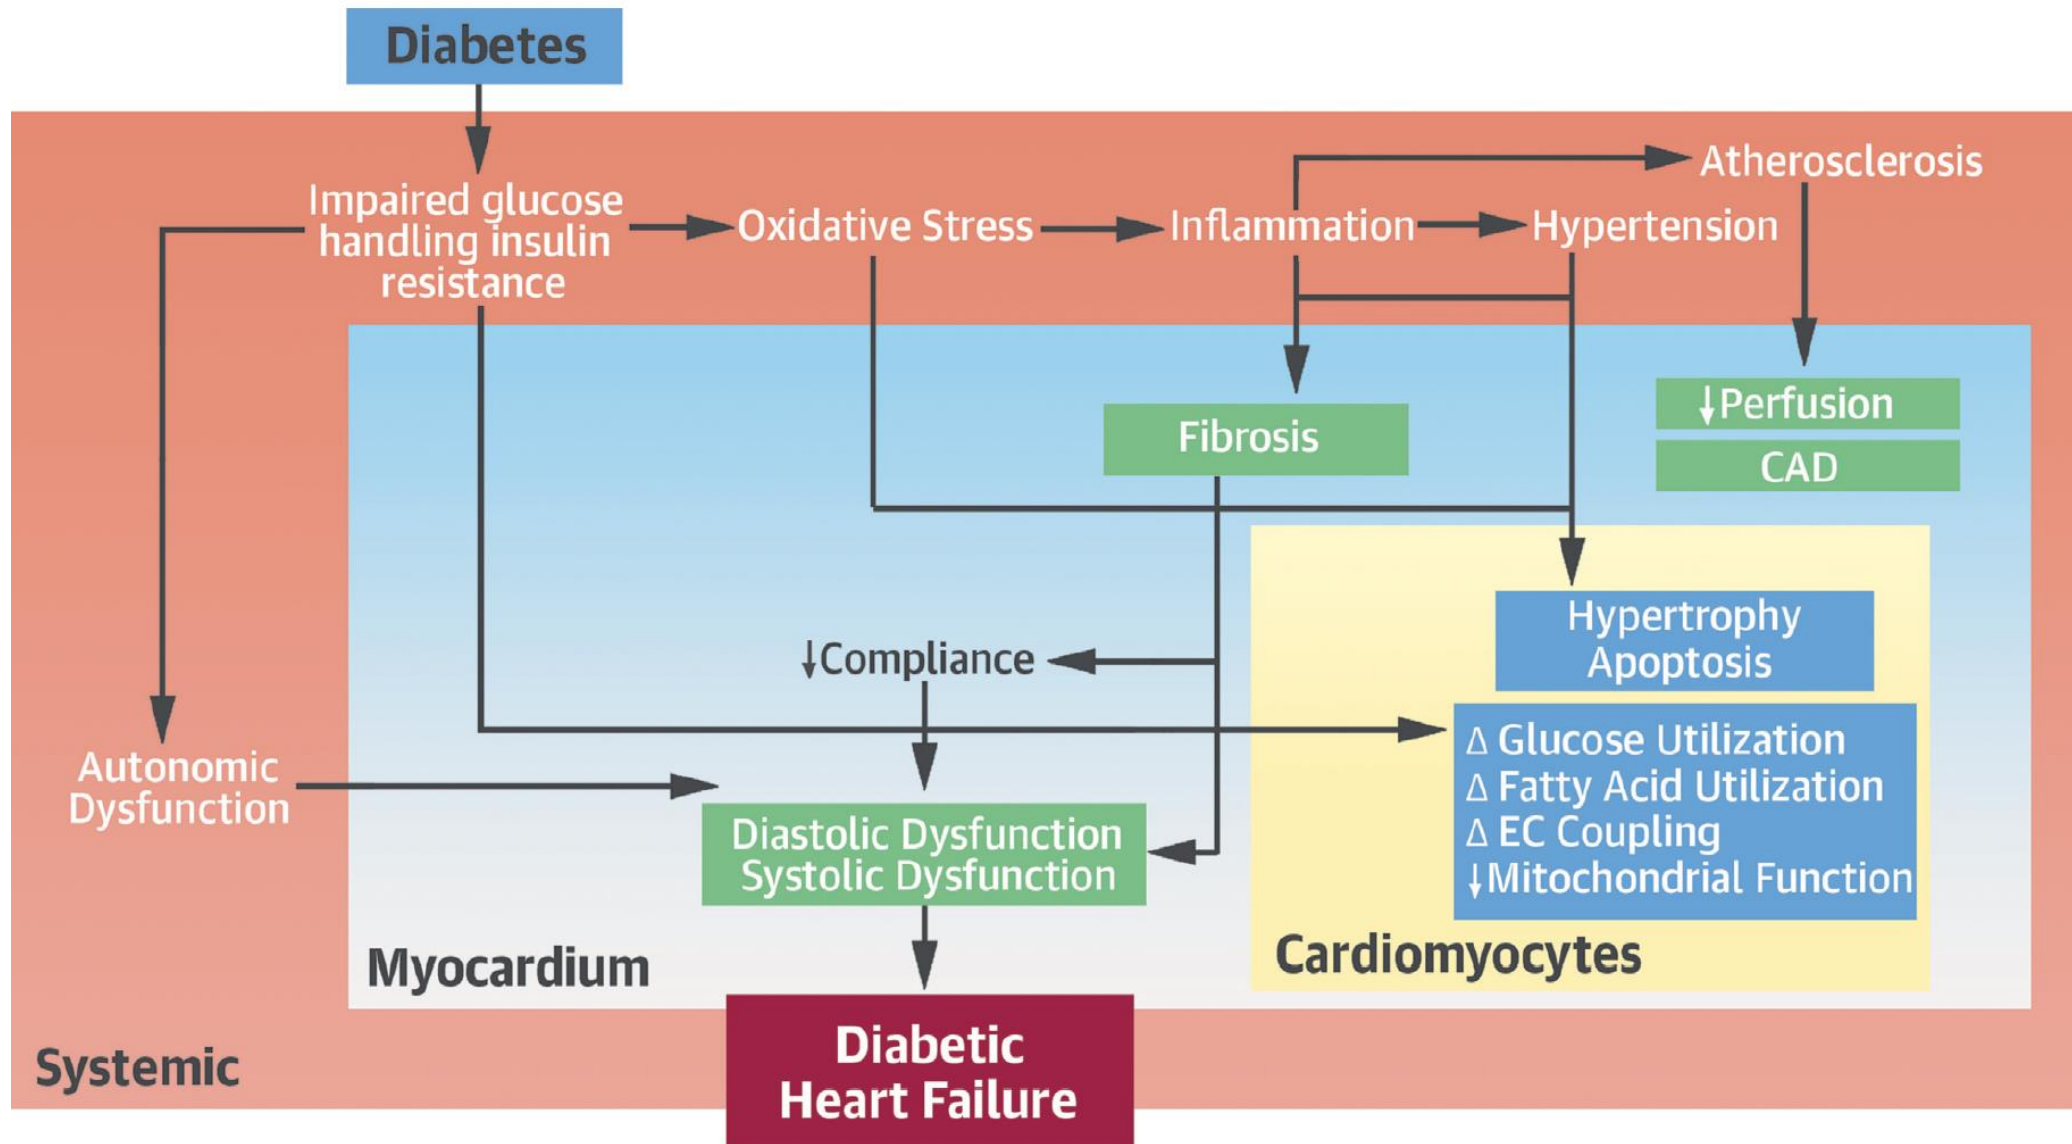 Diabetes
Impaired glucose
handling insulin
resistance
Oxidative Stress
Inflammation
Hypertension
Atherosclerosis
Fibrosis
↓Perfusion
CAD
↓Compliance
Hypertrophy
Apoptosis
Δ Glucose Utilization
Δ Fatty Acid Utilization
Δ EC Coupling
↓Mitochondrial Function
Autonomic
Dysfunction
Diastolic Dysfunction
Systolic Dysfunction
Myocardium
Cardiomyocytes
Systemic
Diabetic
Heart Failure